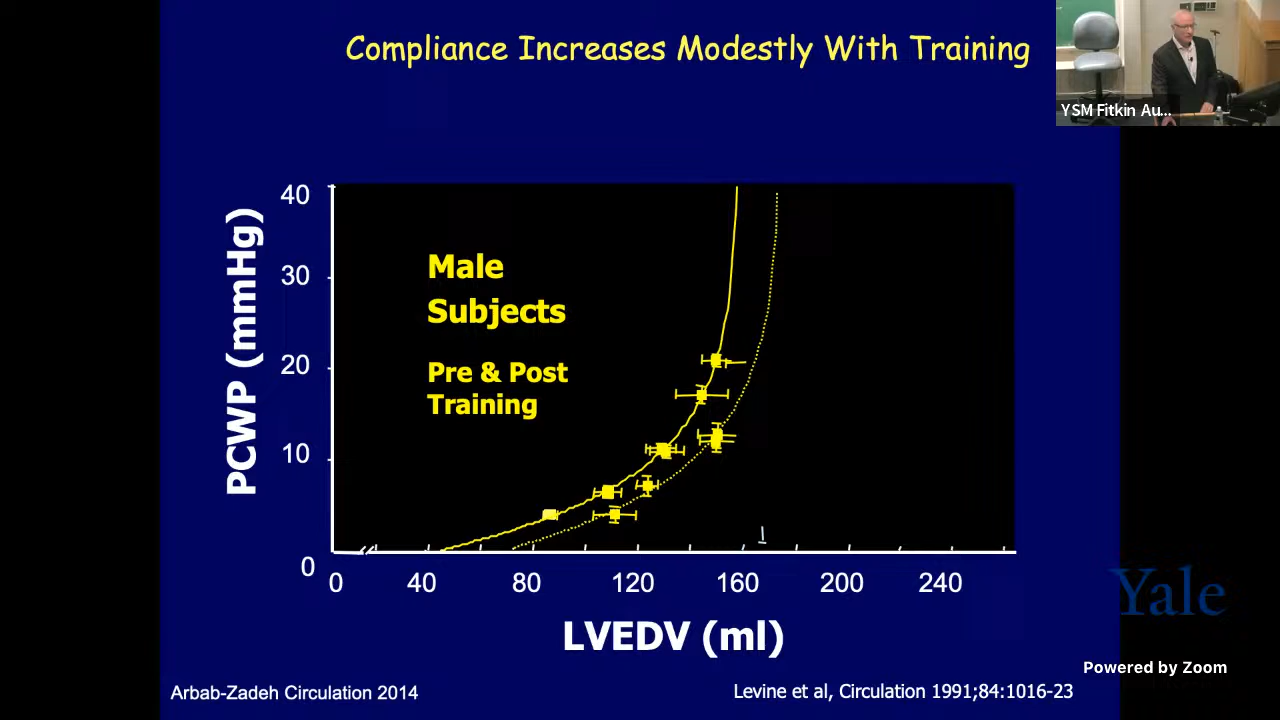 Compliance Increases Modestly With Training
YSM Fitkin Au...
40
30
20
10
0
PCWP (mmHg)
Male
Subjects
Pre & Post
Training
0 40 80 120 160 200 240
LVEDV (ml)
Yale
Powered by Zoom
Arbab-Zadeh Circulation 2014
Levine et al, Circulation 1991;84:1016-23